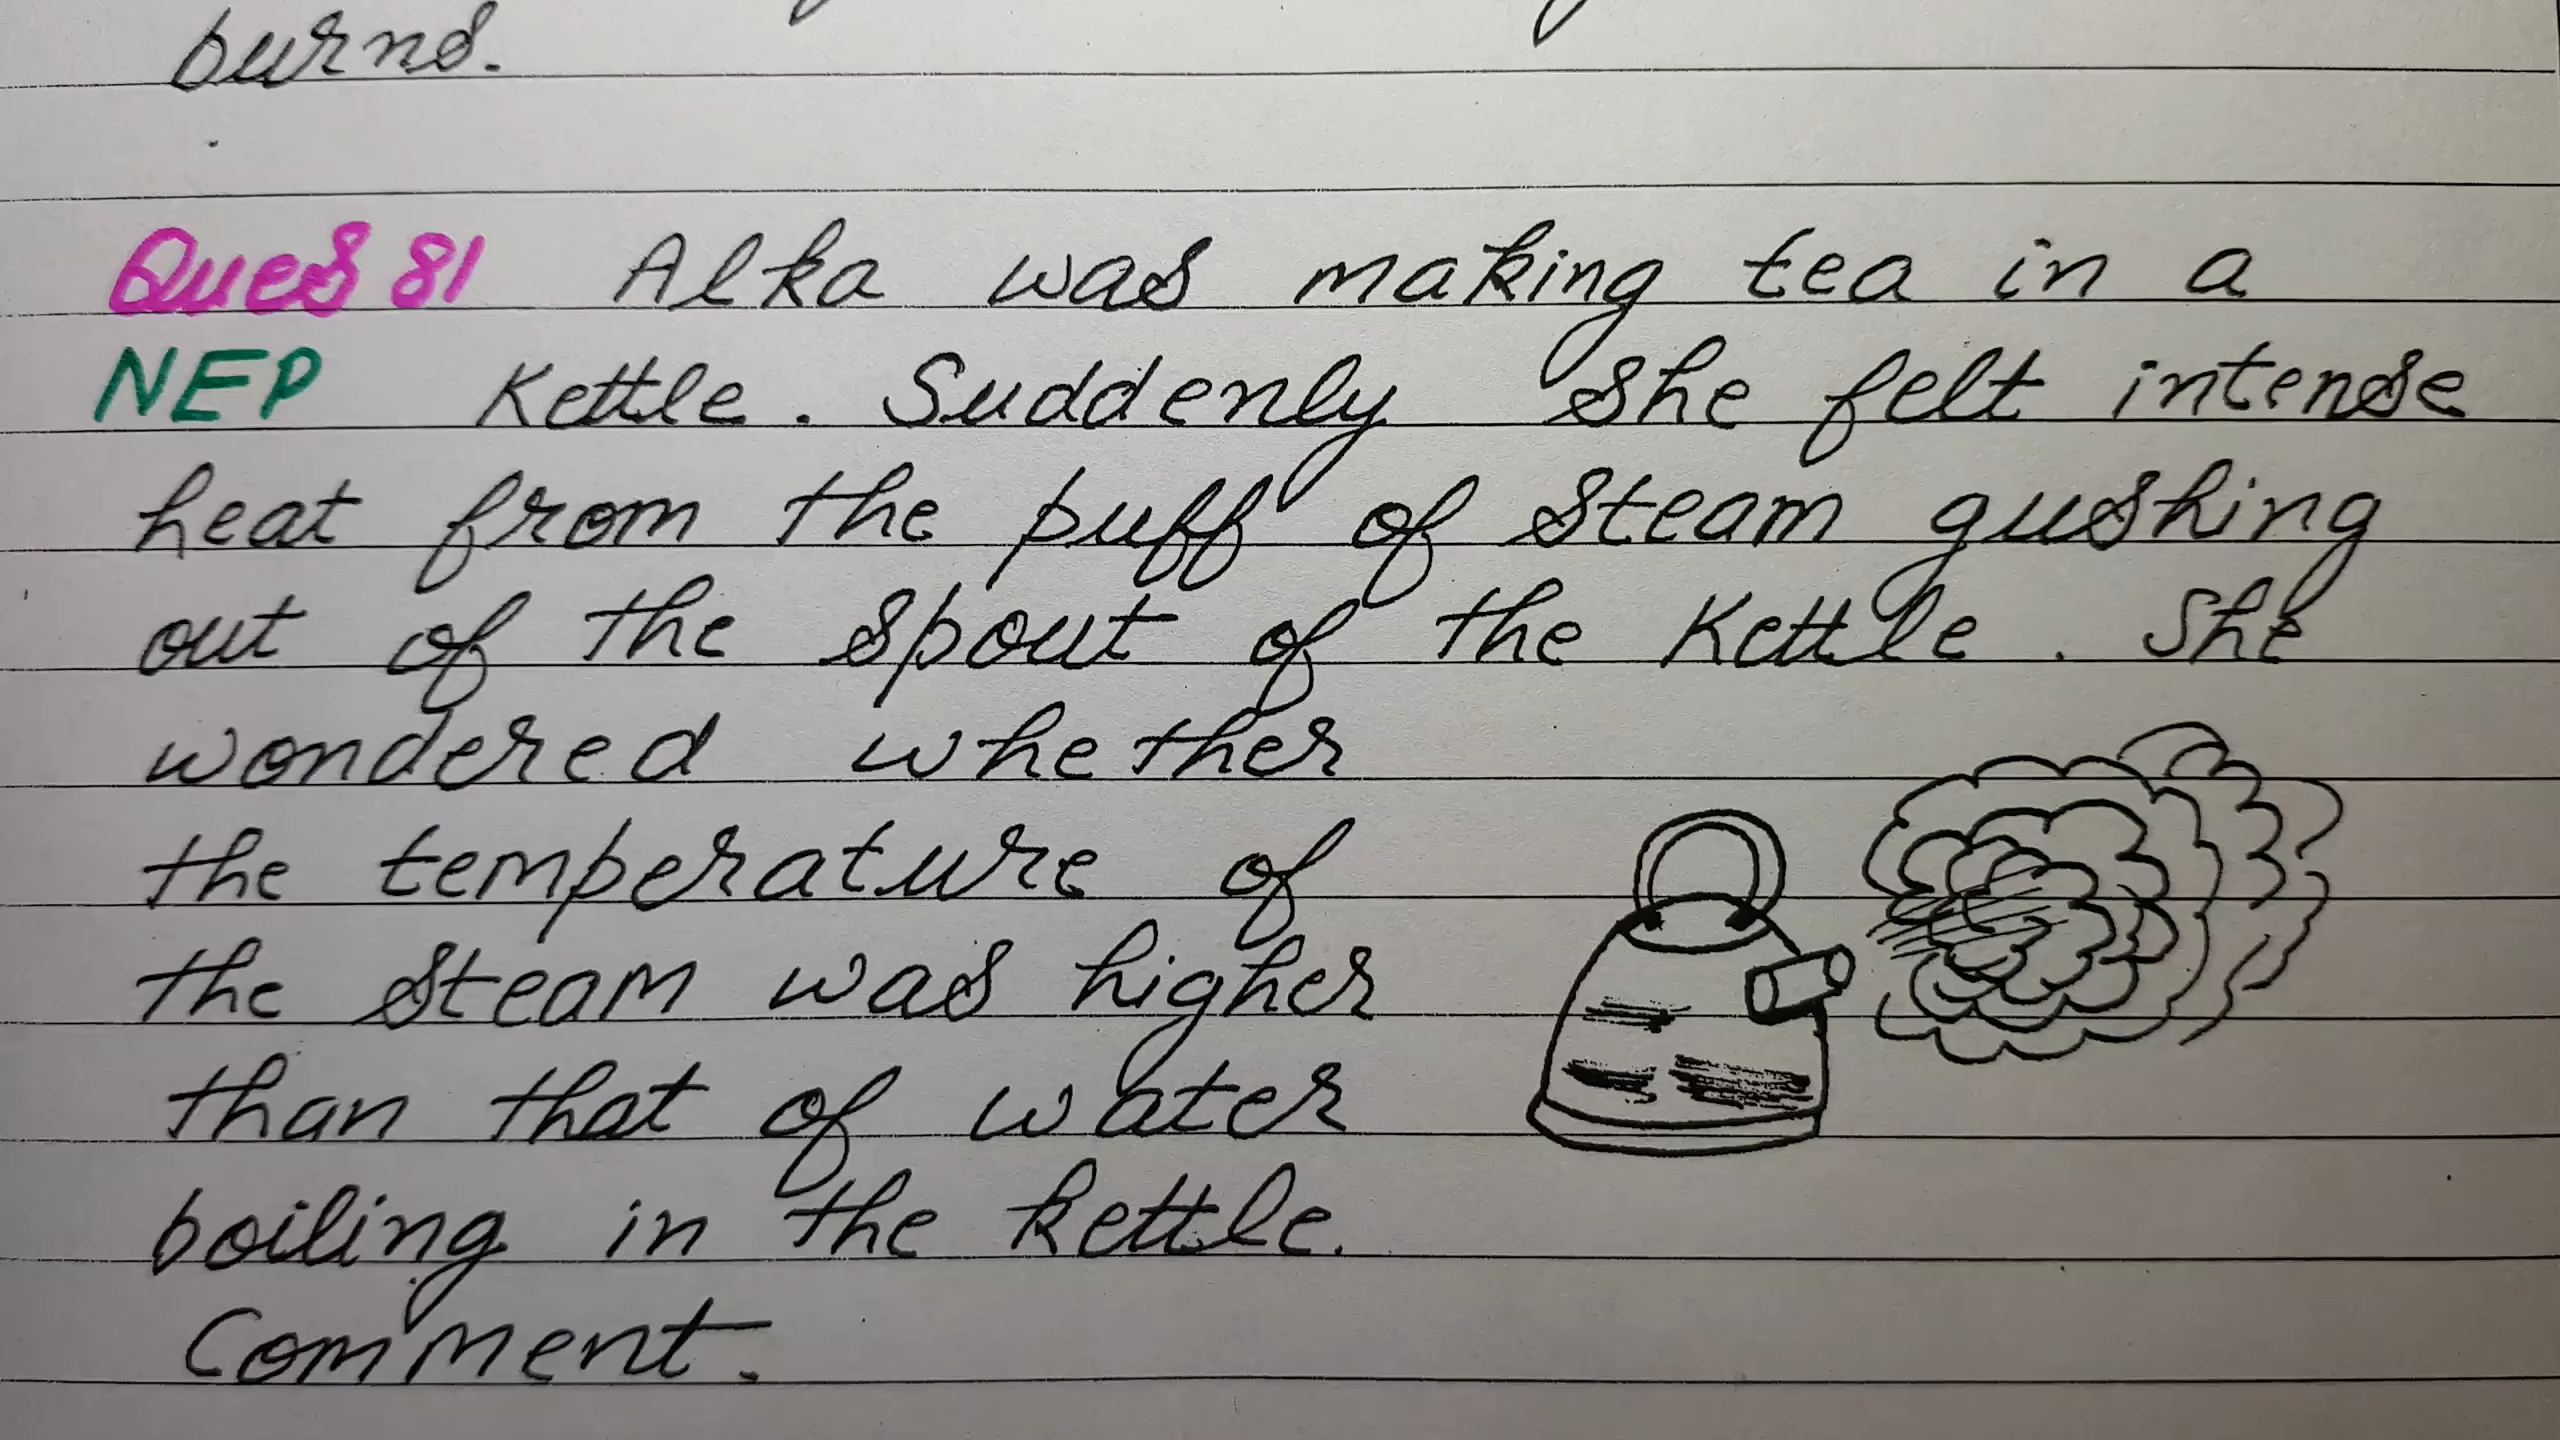 burns.
Ques 81 Alka was making tea in a
NEP Kettle. Suddenly she felt intense
heat from the puff of steam gushing
out of the spout of the Kettle. She
wondered whether
the temperature of
the steam was higher
than that of water
boiling in the kettle.
Comment.